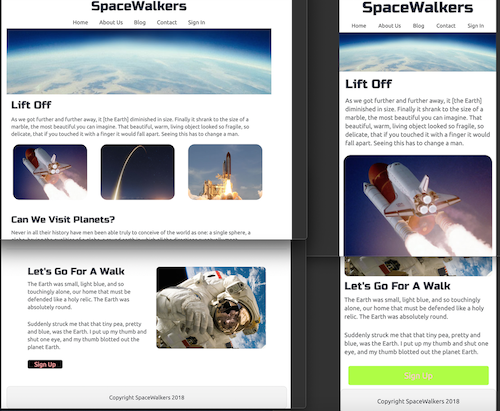 SpaceWalkers
Home About Us Blog Contact Sign In
Lift Off
As we got further and further away, it [the Earth] diminished in size. Finally it shrank to the size of a
marble, the most beautiful you can imagine. That beautiful, warm, living object looked so fragile, so
delicate, that if you touched it with a finger it would fall apart. Seeing this has to change a man.
Can We Visit Planets?
Never in all their history have men been able truly to conceive of the world as one: a single sphere, a
Let's Go For A Walk
The Earth was small, light blue, and so
touchingly alone, our home that must be
defended like a holy relic. The Earth was
absolutely round.
Suddenly struck me that that tiny pea, pretty
and blue, was the Earth. I put up my thumb and
shut one eye, and my thumb blotted out the
planet Earth.
Sign Up
Copyright SpaceWalkers 2018
SpaceWalkers
Home About Us Blog Contact Sign In
Lift Off
As we got further and further away, it [the Earth]
diminished in size. Finally it shrank to the size of a
marble, the most beautiful you can imagine. That
beautiful, warm, living object looked so fragile, so
delicate, that if you touched it with a finger it would
fall apart. Seeing this has to change a man.
Let's Go For A Walk
The Earth was small, light blue, and so touchingly
alone, our home that must be defended like a holy
relic. The Earth was absolutely round.
Suddenly struck me that that tiny pea, pretty and
blue, was the Earth. I put up my thumb and shut one
eye, and my thumb blotted out the planet Earth.
Sign Up
Copyright SpaceWalkers 2018